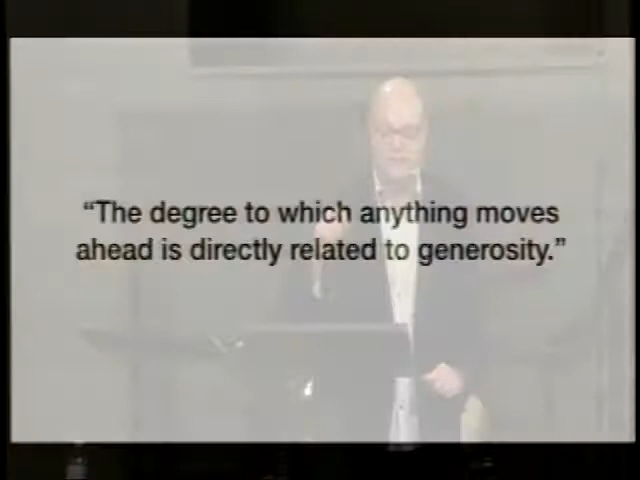 “The degree to which anything moves
ahead is directly related to generosity.”